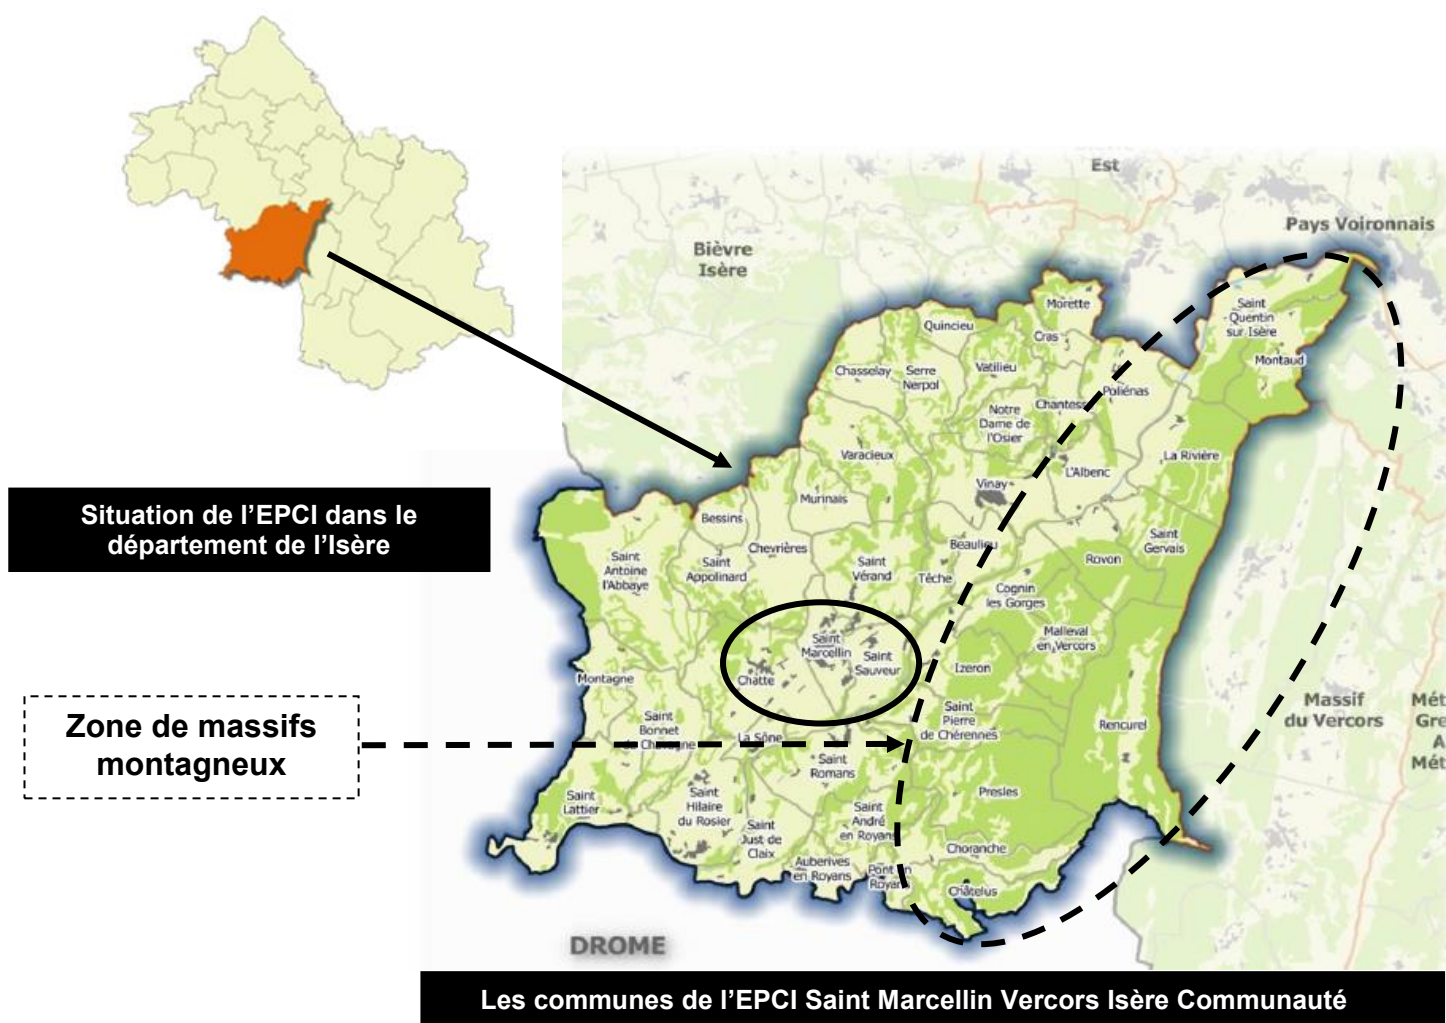 Est
Pays Voironnais
Bièvre
Isère
Saint
Quentin
sur Isère
Morette
Quincieu
Cras
Montaud
Chasselay
Serre
Nerpol
Vatilieu
Poliénas
Notre
Dame de
l'Osier
Chantess
Varacieux
La Rivière
L'Albenc
Vinay
Murinais
Situation de l'EPCI dans le
département de l'Isère
Bessins
Chevrières
Saint
Gervais
Beaulieu
Saint
Antoine
l'Abbaye
Saint
Appolinard
Saint
Vérand
Têche
Rovon
Cognin
les Gorges
Malleval
en Vercors
Saint
Marcellin
Saint
Sauveur
Chatte
Izeron
Montagne
Zone de massifs
montagneux
Saint
Bonnet
de Chavagne
La Sône
Saint
Pierre
de Chérennes
Rencurel
Massif
du Vercors
Mét
Gre
A
Mét
Saint
Romans
Saint
Lattier
Saint
Hilaire
du Rosier
Presles
Saint
André
en Royans
Saint
Just de
Claix
Choranche
Auberives
en Royans
Pont en
Royans
Châtelus
DROME
Les communes de l'EPCI Saint Marcellin Vercors Isère Communauté